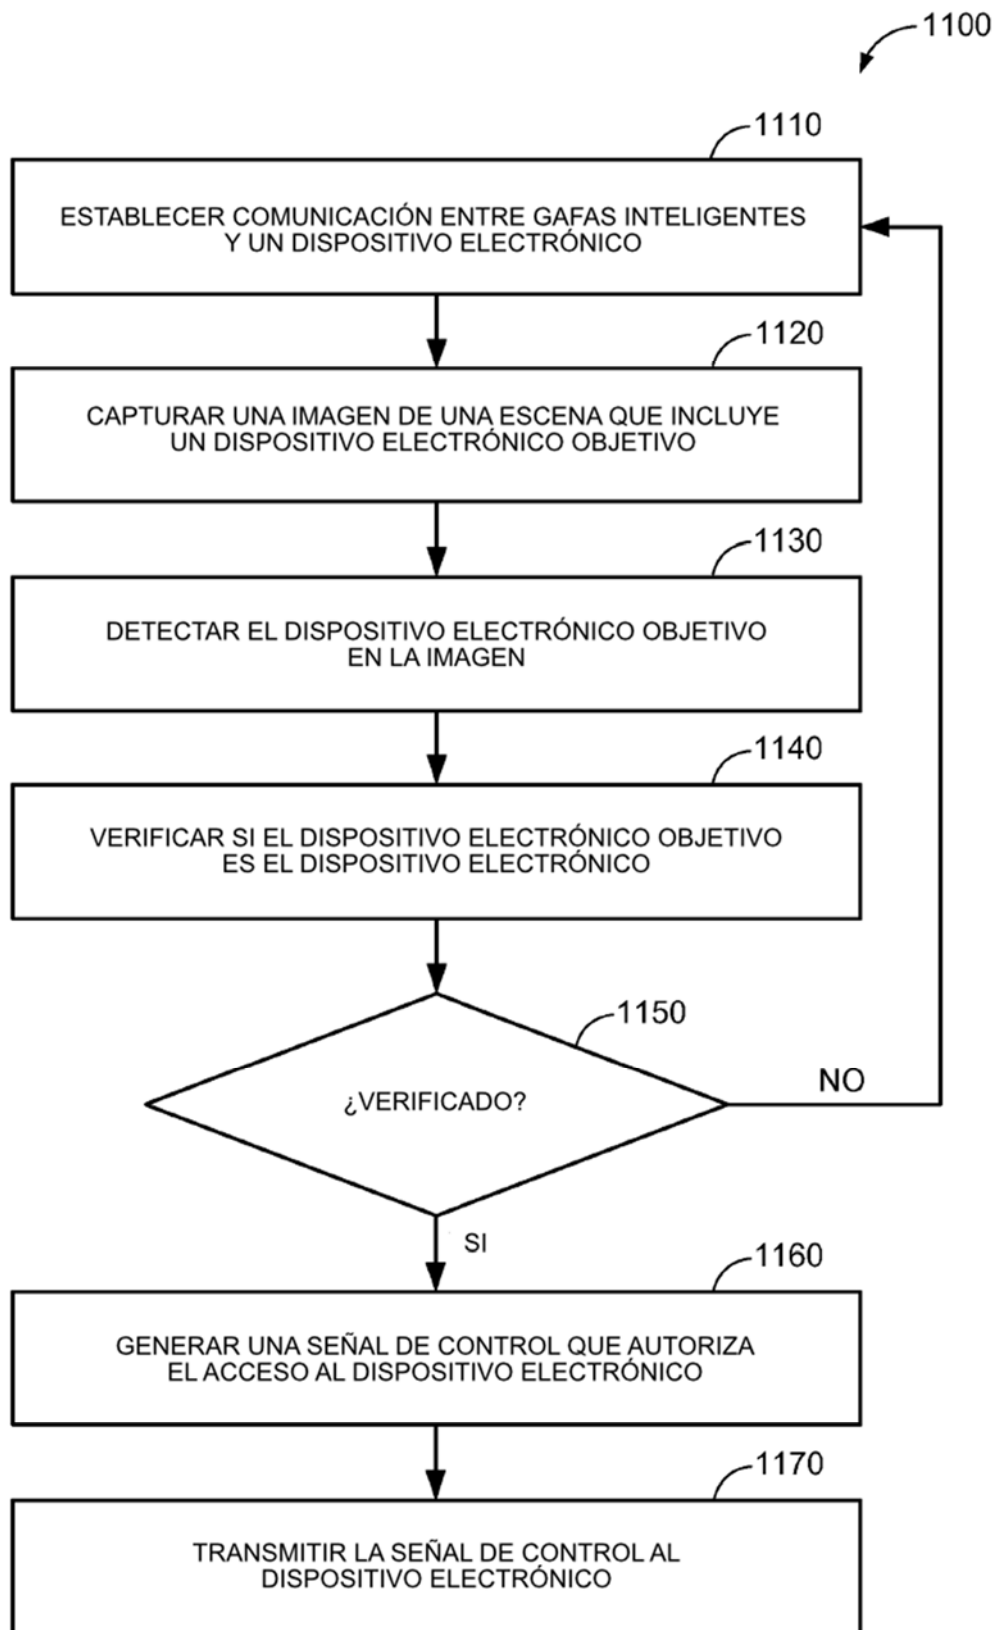 1100
1110
ESTABLECER COMUNICACIÓN ENTRE GAFAS INTELIGENTES
Y UN DISPOSITIVO ELECTRÓNICO
1120
CAPTURAR UNA IMAGEN DE UNA ESCENA QUE INCLUYE
UN DISPOSITIVO ELECTRÓNICO OBJETIVO
1130
DETECTAR EL DISPOSITIVO ELECTRÓNICO OBJETIVO
EN LA IMAGEN
1140
VERIFICAR SI EL DISPOSITIVO ELECTRÓNICO OBJETIVO
ES EL DISPOSITIVO ELECTRÓNICO
1150
¿VERIFICADO?
NO
SI
1160
GENERAR UNA SEÑAL DE CONTROL QUE AUTORIZA
EL ACCESO AL DISPOSITIVO ELECTRÓNICO
1170
TRANSMITIR LA SEÑAL DE CONTROL AL
DISPOSITIVO ELECTRÓNICO